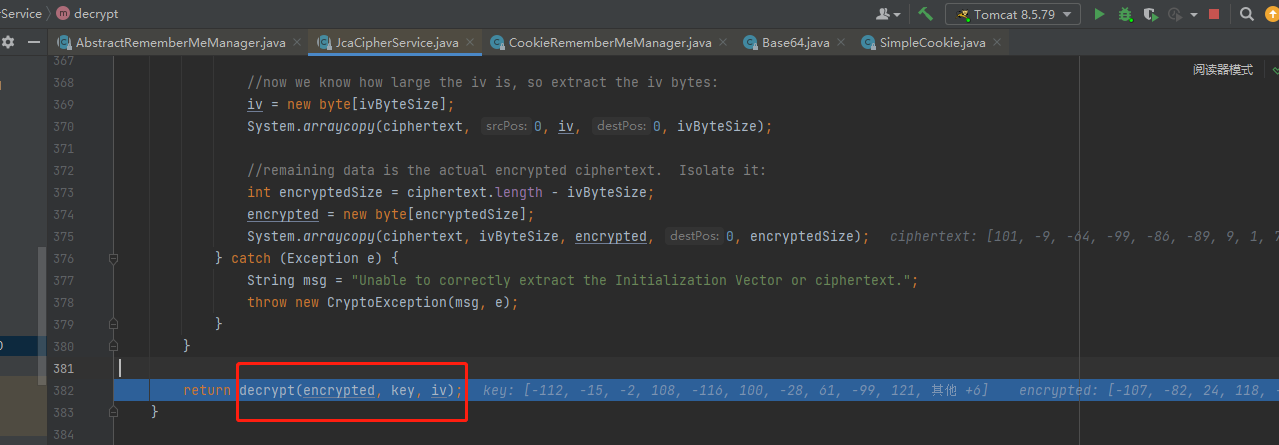 Service > decrypt Tomcat 8.5.79
AbstractRememberMeManager.java JcaCipherService.java CookieRememberMeManager.java Base64.java SimpleCookie.java
367
阅读器模式
368 //now we know how large the iv is, so extract the iv bytes:
369 iv = new byte[ivByteSize];
370 System.arraycopy(ciphertext, srcPos: 0, iv, destPos: 0, ivByteSize);
371
372 //remaining data is the actual encrypted ciphertext.  Isolate it:
373 int encryptedSize = ciphertext.length - ivByteSize;
374 encrypted = new byte[encryptedSize];
375 System.arraycopy(ciphertext, ivByteSize, encrypted, destPos: 0, encryptedSize); ciphertext: [101, -9, -64, -99, -86, -89, 9, 1,
376 } catch (Exception e) {
377 String msg = "Unable to correctly extract the Initialization Vector or ciphertext.";
378 throw new CryptoException(msg, e);
379 }
380 }
381
382 return decrypt(encrypted, key, iv); key: [-112, -15, -2, 108, -116, 100, -28, 61, -99, 121, 其他 +6] encrypted: [-107, -82, 24, 118,
383 }
384